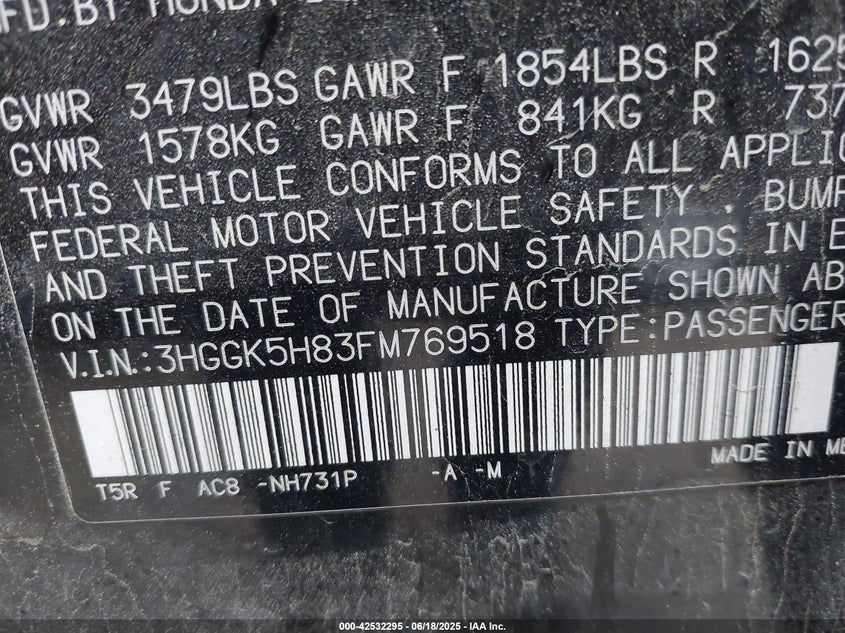 MFD.BY HONDA
GVWR 3479LBS GAWR F 1854LBS R 1625
GVWR 1578KG GAWR F 841KG R 737
THIS VEHICLE CONFORMS TO ALL APPLIC
FEDERAL MOTOR VEHICLE SAFETY , BUMP
AND THEFT PREVENTION STANDARDS IN E
ON THE DATE OF MANUFACTURE SHOWN AB
V.I.N.:3HGGK5H83FM769518 TYPE:PASSENGER
T5R F AC8 -NH731P -A -M MADE IN ME
000-42532295 - 06/18/2025 - IAA Inc.